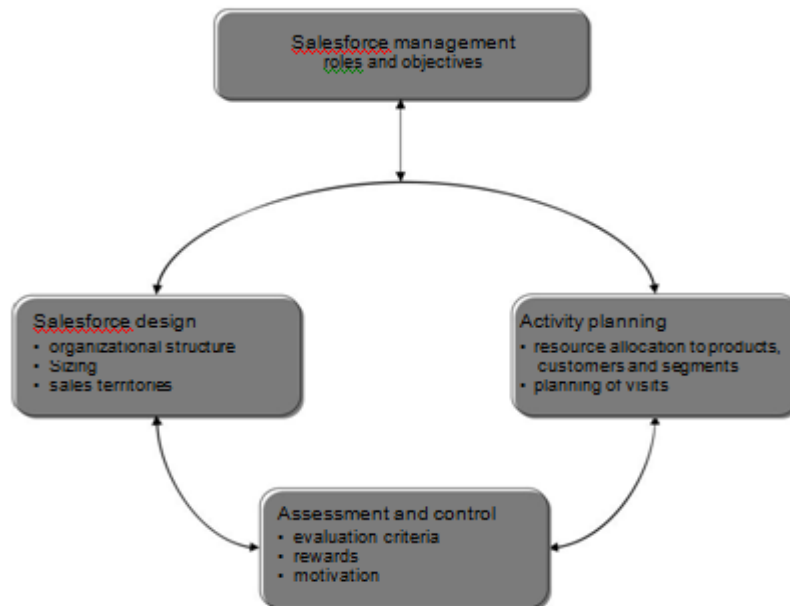 Salesforce management
roles and objectives
Salesforce design
• organizational structure
• Sizing
• sales territories
Activity planning
• resource allocation to products,
customers and segments
• planning of visits
Assessment and control
• evaluation criteria
• rewards
• motivation